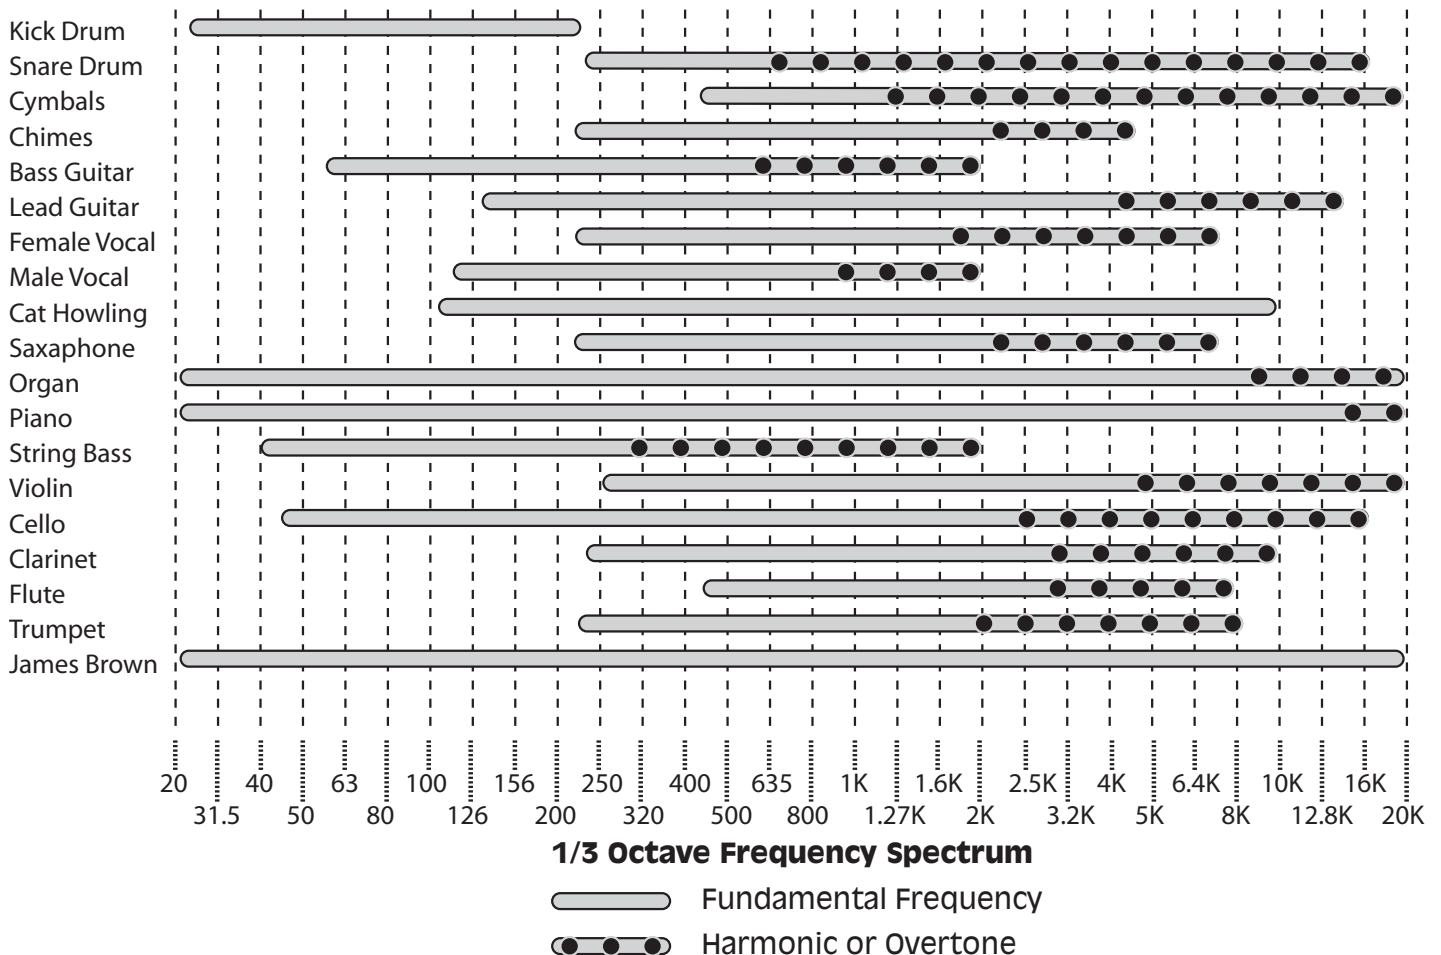 Kick Drum
Snare Drum
Cymbals
Chimes
Bass Guitar
Lead Guitar
Female Vocal
Male Vocal
Cat Howling
Saxaphone
Organ
Piano
String Bass
Violin
Cello
Clarinet
Flute
Trumpet
James Brown
20 40 63 100 156 250 400 635 1K 1.6K 2.5K 4K 6.4K 10K 16K
31.5 50 80 126 200 320 500 800 1.27K 2K 3.2K 5K 8K 12.8K 20K
1/3 Octave Frequency Spectrum
Fundamental Frequency
Harmonic or Overtone